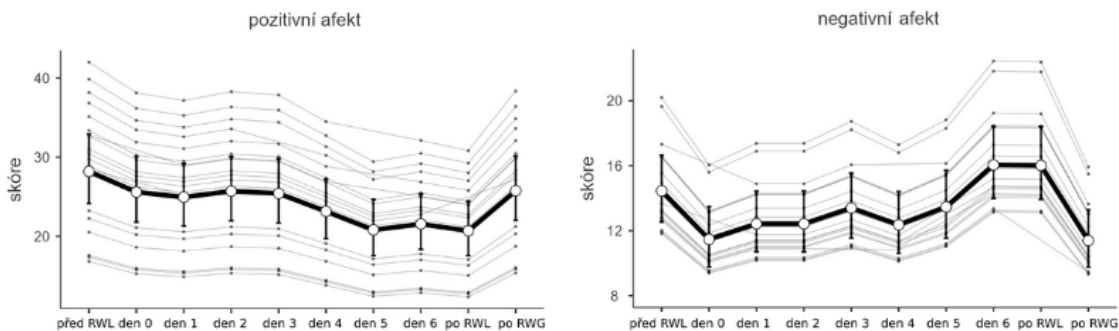 pozitivní afekt
skóre
40
30
20
před RWL den 0 den 1 den 2 den 3 den 4 den 5 den 6 po RWL po RWG
negativní afekt
skóre
20
16
12
8
před RWL den 0 den 1 den 2 den 3 den 4 den 5 den 6 po RWL po RWG